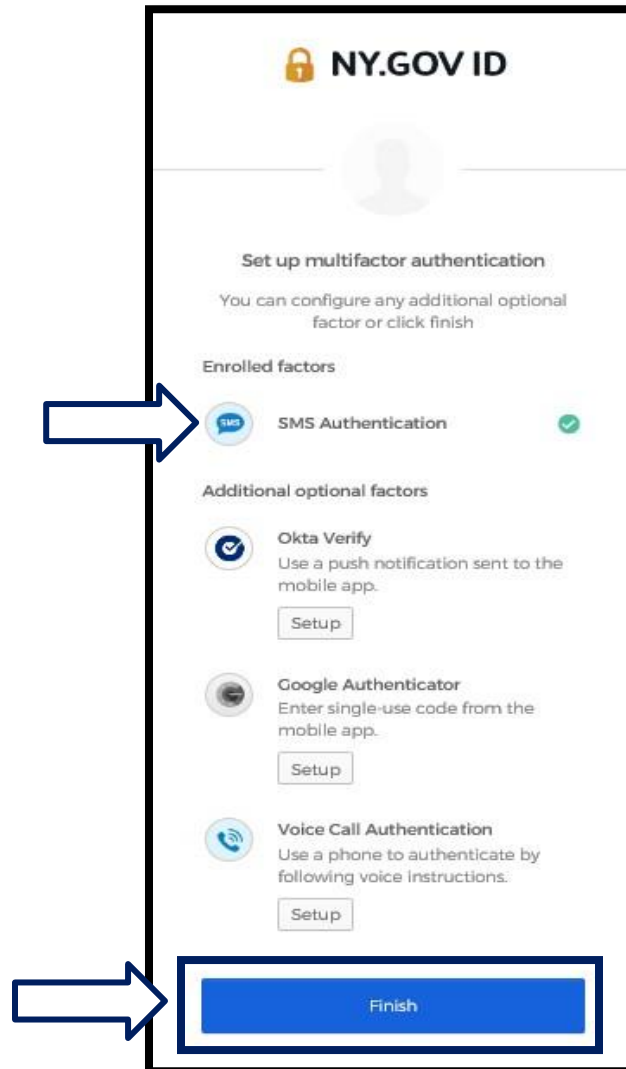 NY.GOV ID
Set up multifactor authentication
You can configure any additional optional
factor or click finish
Enrolled factors
SMS
SMS Authentication
Additional optional factors
Okta Verify
Use a push notification sent to the
mobile app.
Setup
Google Authenticator
Enter single-use code from the
mobile app.
Setup
Voice Call Authentication
Use a phone to authenticate by
following voice instructions.
Setup
Finish